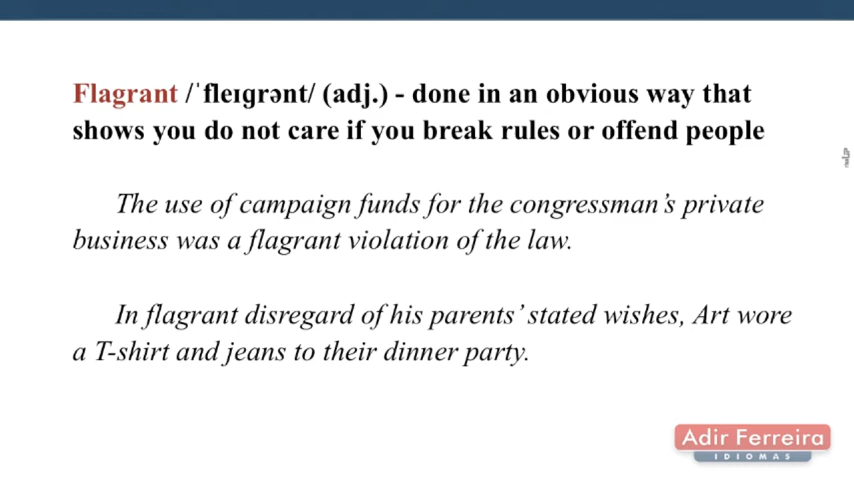 Flagrant /ˈfleɪɡrənt/ (adj.) - done in an obvious way that
shows you do not care if you break rules or offend people
The use of campaign funds for the congressman’s private
business was a flagrant violation of the law.
In flagrant disregard of his parents’ stated wishes, Art wore
a T-shirt and jeans to their dinner party.
Adir Ferreira
IDIOMAS